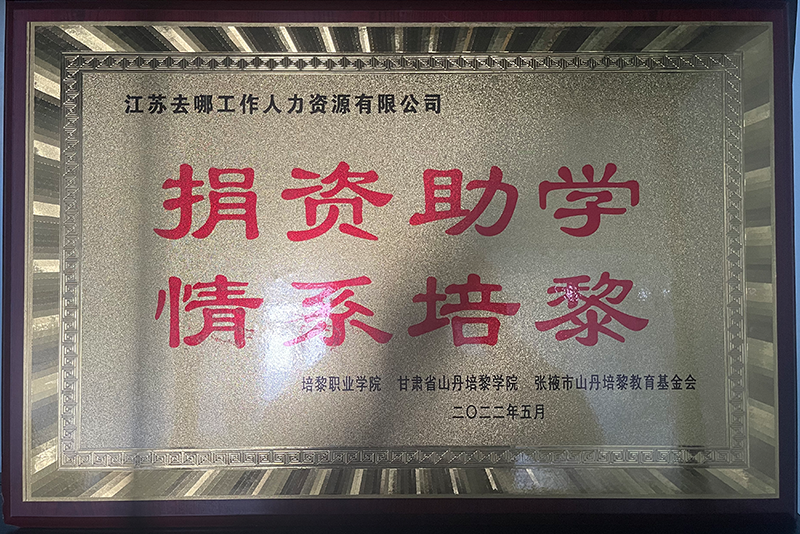 江苏去哪工作人力资源有限公司
捐资助学
情系培黎
培黎职业学院 甘肃省山丹培黎学院 张掖市山丹培黎教育基金会
二〇二二年五月